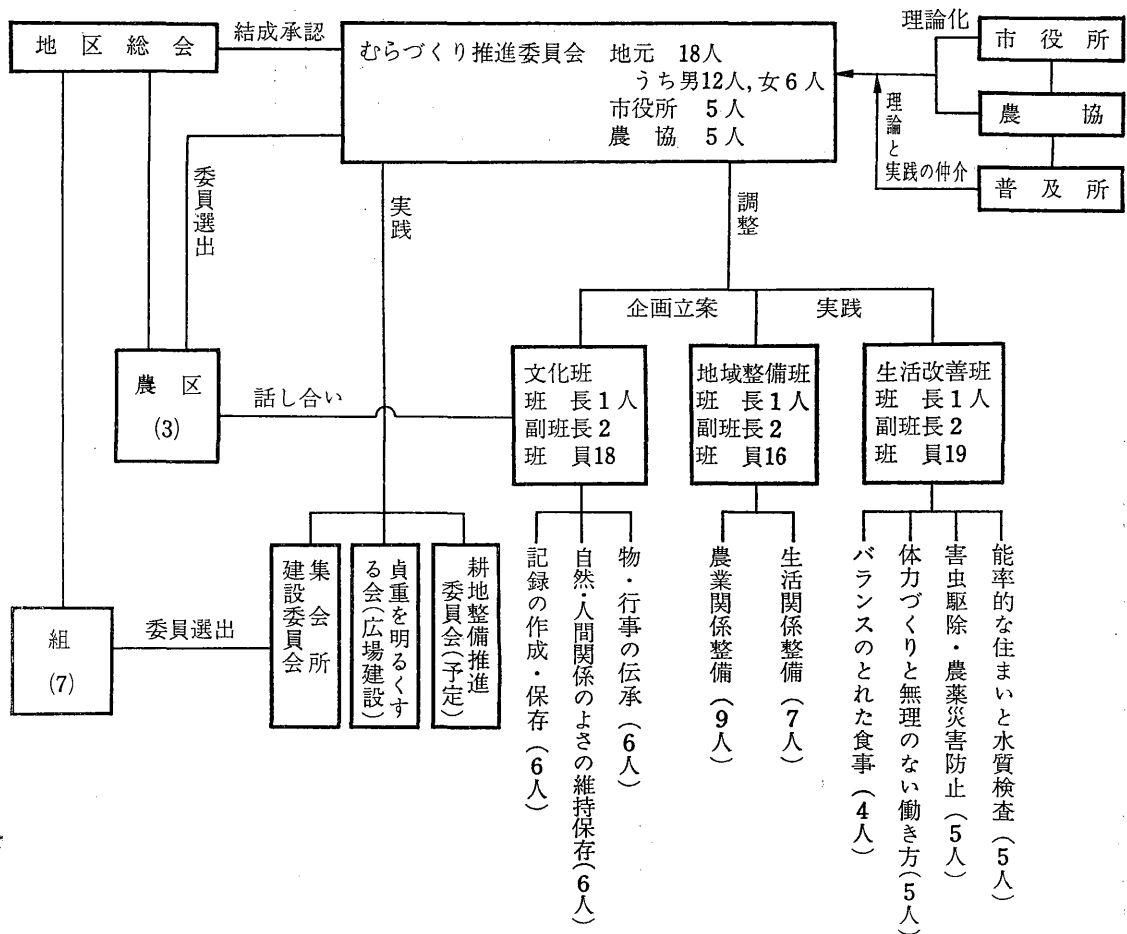 地区総会
結成承認
むらづくり推進委員会 地元 18人
うち男12人,女6人
市役所 5人
農協 5人
理論化
市役所
農協
普及所
理論と
実践の仲介
委員選出
実践
調整
企画立案
実践
農区
(3)
話し合い
文化班
班長1人
副班長2
班員18
地域整備班
班長1人
副班長2
班員16
生活改善班
班長1人
副班長2
班員19
組
(7)
委員選出
集会所
建設委員会
貞重を明るくす
る会(広場建設)
耕地整備推進
委員会(予定)
記録の作成・保存(6人)
自然・人間関係のよさの維持保存(6人)
物・行事の伝承(6人)
農業関係整備(9人)
生活関係整備(7人)
バランスのとれた食事(4人)
体力づくりと無理のない働き方(5人)
害虫駆除・農薬災害防止(5人)
能率的な住まいと水質検査(5人)